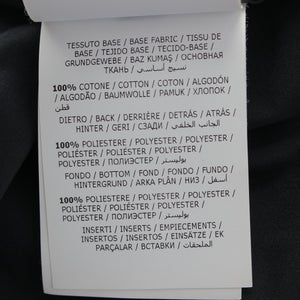 TESSUTO BASE / BASE FABRIC / TISSU DE
BASE / TEJIDO BASE / TECIDO-BASE /
GRUNDGEWEBE / BAZ KUMAŞ / ОСНОВНАЯ
ТКАНЬ / نسيج أساسي
100% COTONE / COTTON / COTON / ALGODÓN
/ ALGODÃO / BAUMWOLLE / PAMUK / ХЛОПОК /
قطن
DIETRO / BACK / DERRIÈRE / DETRÁS / ATRÁS /
HINTER / GERI / СЗАДИ / الجانب الخلفي
100% POLIESTERE / POLYESTER / POLYESTER /
POLIÉSTER / POLIÉSTER / POLYESTER /
POLYESTER / ПОЛИЭСТЕР / بوليستر
FONDO / BOTTOM / FOND / FONDO / FUNDO /
HINTERGRUND / ARKA PLÂN / НИЗ / أسفل
100% POLIESTERE / POLYESTER / POLYESTER /
POLIÉSTER / POLIÉSTER / POLYESTER /
POLYESTER / ПОЛИЭСТЕР / بوليستر
INSERTI / INSERTS / EMPIECEMENTS /
INSERTOS / INSERTOS / EINSÄTZE / EK
PARÇALAR / ВСТАВКИ / الملحقات